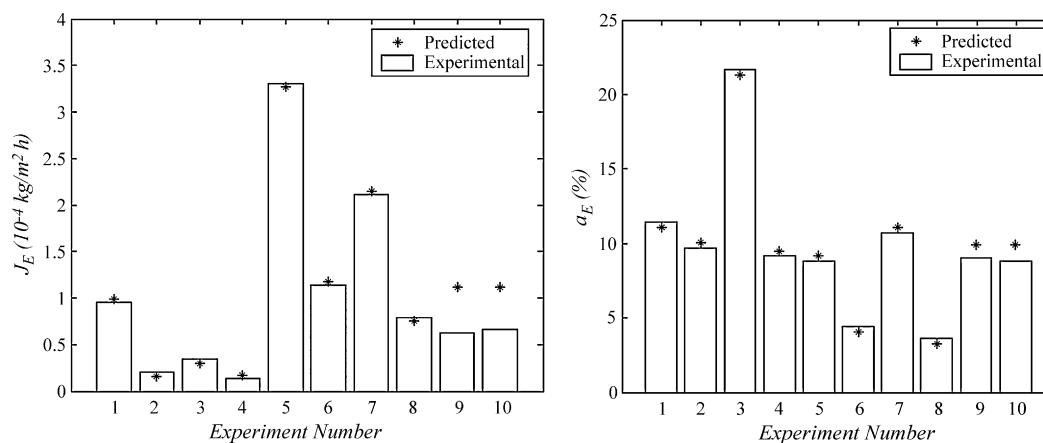 4
3.5
3
2.5
2
1.5
1
0.5
0
J_E (10^-4 kg/m^2 h)
Predicted
Experimental
1 2 3 4 5 6 7 8 9 10
Experiment Number
25
20
15
10
5
0
a_E (%)
Predicted
Experimental
1 2 3 4 5 6 7 8 9 10
Experiment Number